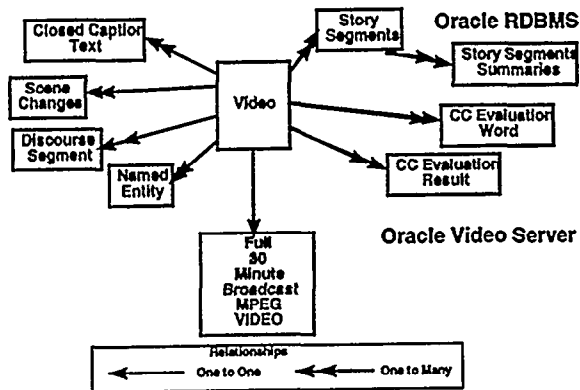 Closed Caption
Text
Story
Segments
Oracle RDBMS
Story Segments
Summaries
Scene
Changes
Video
CC Evaluation
Word
Discourse
Segment
Named
Entity
CC Evaluation
Result
Oracle Video Server
Full
30
Minute
Broadcast
MPEG
VIDEO
Relationships
One to One
One to Many